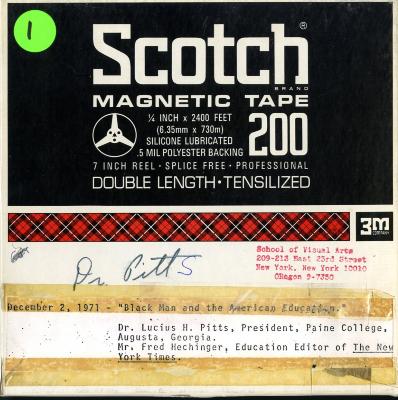 1
Scotch
BRAND
MAGNETIC TAPE
¼ INCH x 2400 FEET
(6.35mm x 730m)
SILICONE LUBRICATED
.5 MIL POLYESTER BACKING
200
7 INCH REEL • SPLICE FREE • PROFESSIONAL
DOUBLE LENGTH • TENSILIZED
3M
COMPANY
Dr. Pitts
School of Visual Arts
209-213 East 23rd Street
New York, New York 10010
ORegon 9-7350
December 2, 1971 - "Black Man and the American Education."
Dr. Lucius H. Pitts, President, Paine College,
Augusta, Georgia.
Mr. Fred Hechinger, Education Editor of The New
York Times.